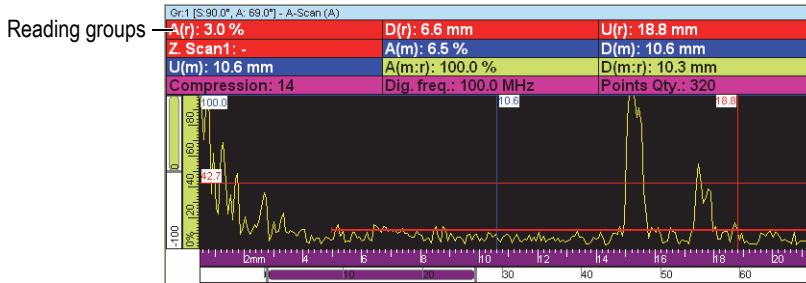 Gr:1 [S:90.0°, A: 69.0°] - A-Scan (A)
Reading groups
A(r): 3.0 % D(r): 6.6 mm U(r): 18.8 mm
Z. Scan1: - A(m): 6.5 % D(m): 10.6 mm
U(m): 10.6 mm A(m:r): 100.0 % D(m:r): 10.3 mm
Compression: 14 Dig. freq.: 100.0 MHz Points Qty.: 320
100.0 10.6 18.8
80
60
42.7
40
20
0%
0
-100
2mm 4 6 8 10 12 14 16 18 20
0 10 20 30 40 50 60